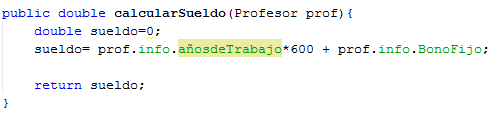 public double calcularSueldo(Profesor prof){
double sueldo=0;
sueldo= prof.info.añosdeTrabajo*600 + prof.info.BonoFijo;
return sueldo;
}